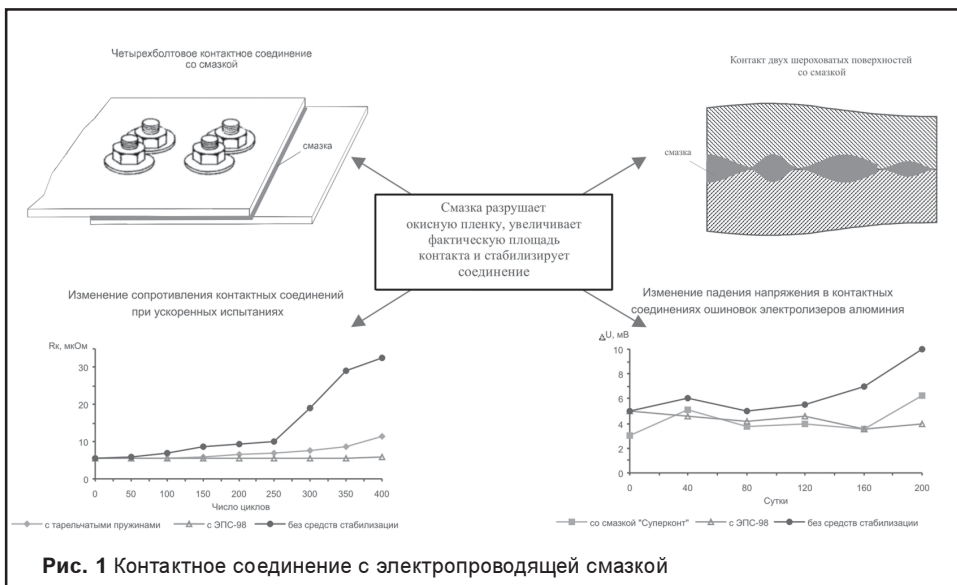 Четырехболтовое контактное соединение
со смазкой
смазка
Контакт двух шероховатых поверхностей
со смазкой
смазка
Смазка разрушает
окисную пленку, увеличивает
фактическую площадь
контакта и стабилизирует
соединение
Изменение сопротивления контактных соединений
при ускоренных испытаниях
Rк, мкОм
30
20
10
0
0 50 100 150 200 250 300 350 400
Число циклов
с тарельчатыми пружинами с ЭПС-98 без средств стабилизации
Изменение падения напряжения в контактных
соединениях ошиновок электролизеров алюминия
△U, мВ
10
8
6
4
2
0
0 40 80 120 160 200
Сутки
со смазкой "Суперконт" с ЭПС-98 без средств стабилизации
Рис. 1 Контактное соединение с электропроводящей смазкой